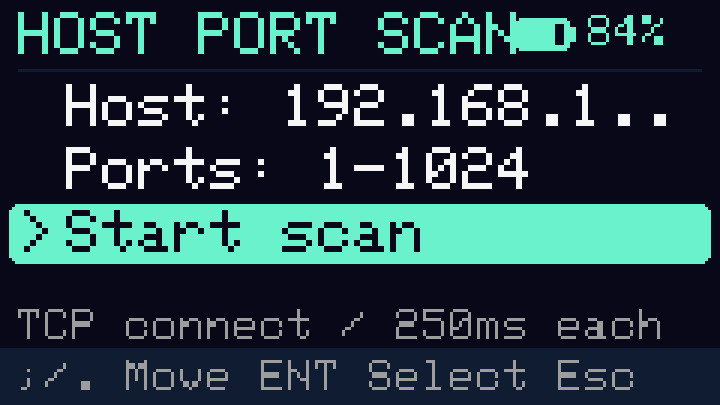 HOST PORT SCAN 84%
Host: 192.168.1..
Ports: 1-1024
>Start scan
TCP connect / 250ms each
;/. Move ENT Select Esc